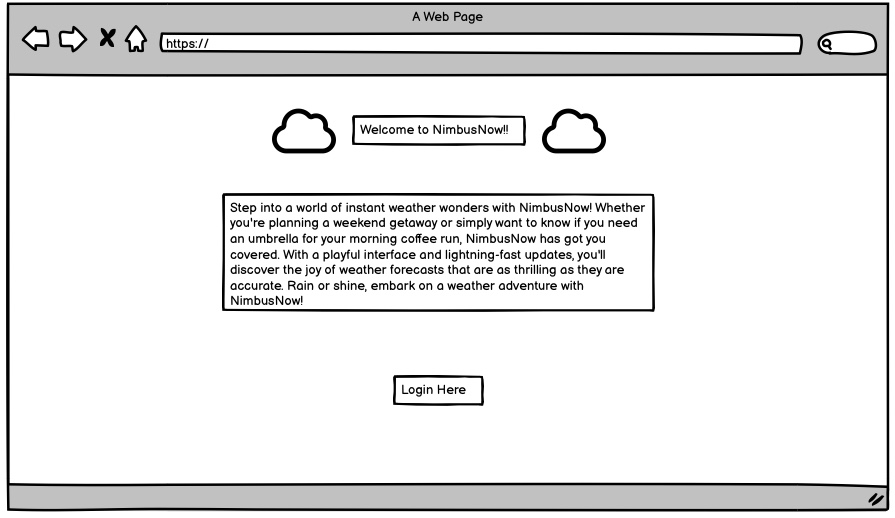 A Web Page
https://
Welcome to NimbusNow!!
Step into a world of instant weather wonders with NimbusNow! Whether
you're planning a weekend getaway or simply want to know if you need
an umbrella for your morning coffee run, NimbusNow has got you
covered. With a playful interface and lightning-fast updates, you'll
discover the joy of weather forecasts that are as thrilling as they are
accurate. Rain or shine, embark on a weather adventure with
NimbusNow!
Login Here